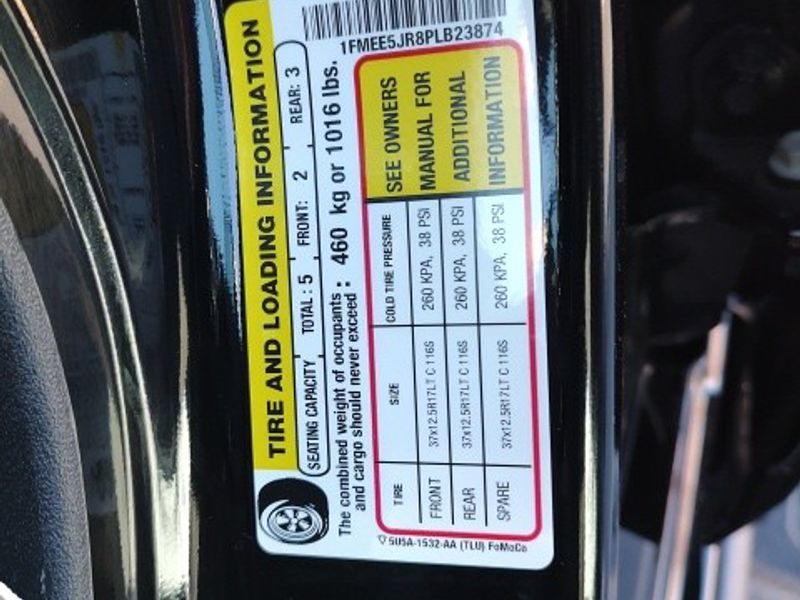 1FMEE5JR8PLB23874
TIRE AND LOADING INFORMATION
SEATING CAPACITY TOTAL : 5 FRONT: 2 REAR: 3
The combined weight of occupants : 460 kg or 1016 lbs.
and cargo should never exceed :
TIRE SIZE COLD TIRE PRESSURE
FRONT 37x12.5R17LT C 116S 260 KPA, 38 PSI
REAR 37x12.5R17LT C 116S 260 KPA, 38 PSI
SPARE 37x12.5R17LT C 116S 260 KPA, 38 PSI
SEE OWNERS
MANUAL FOR
ADDITIONAL
INFORMATION
5U5A-1532-AA (TLU) FoMoCo